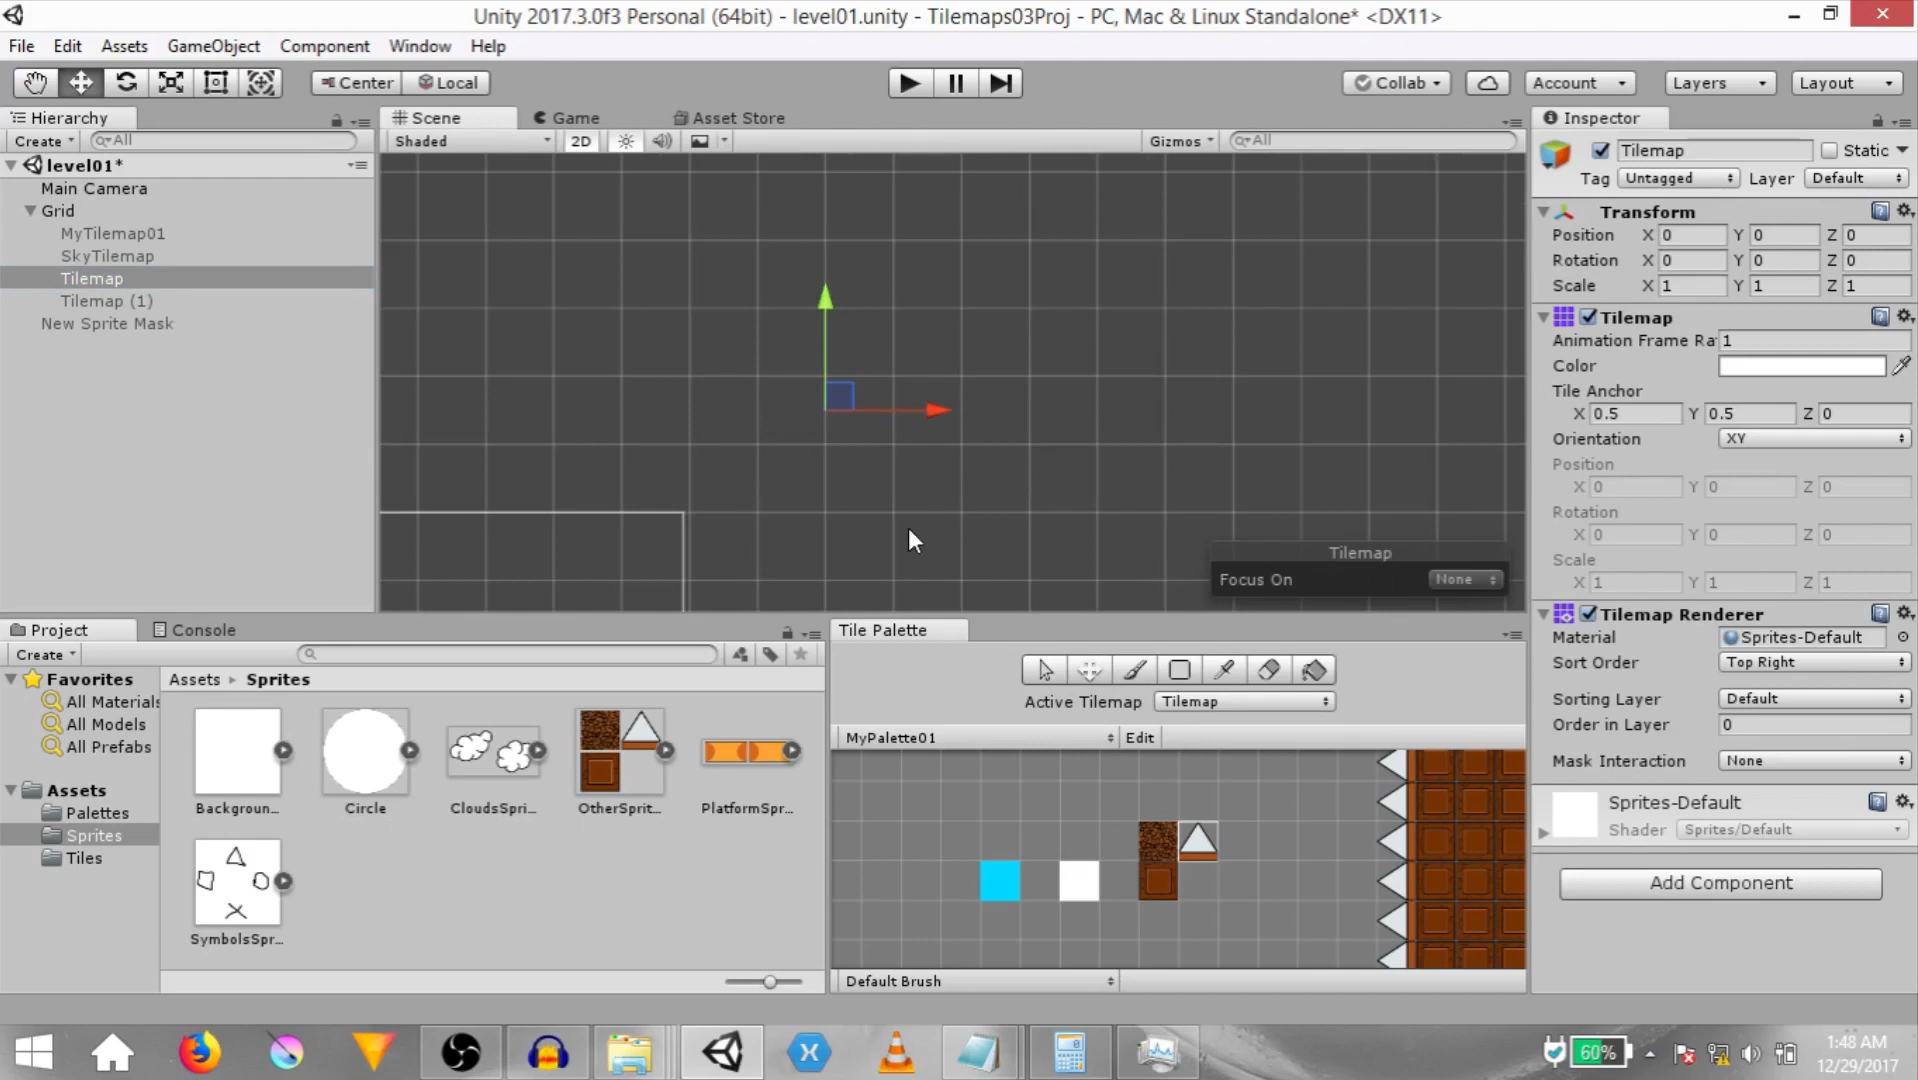 Unity 2017.3.0f3 Personal (64bit) - level01.unity - Tilemaps03Proj - PC, Mac & Linux Standalone* <DX11>
File Edit Assets GameObject Component Window Help
Center Local Collab Account Layers Layout
Hierarchy
Create All
level01*
Main Camera
Grid
MyTilemap01
SkyTilemap
Tilemap
Tilemap (1)
New Sprite Mask
Scene Game Asset Store
Shaded 2D Gizmos All
Tilemap
Focus On None
Inspector
Tilemap Static
Tag Untagged Layer Default
Transform
Position X 0 Y 0 Z 0
Rotation X 0 Y 0 Z 0
Scale X 1 Y 1 Z 1
Tilemap
Animation Frame Ra 1
Color
Tile Anchor
X 0.5 Y 0.5 Z 0
Orientation XY
Position
X 0 Y 0 Z 0
Rotation
X 0 Y 0 Z 0
Scale
X 1 Y 1 Z 1
Tilemap Renderer
Material Sprites-Default
Sort Order Top Right
Sorting Layer Default
Order in Layer 0
Mask Interaction None
Sprites-Default
Shader Sprites/Default
Add Component
Project Console
Create
Favorites
All Materials
All Models
All Prefabs
Assets
Palettes
Sprites
Tiles
Assets Sprites
Backgroun...
Circle
CloudsSpri...
OtherSprit...
PlatformSpr...
SymbolsSpr...
Tile Palette
Active Tilemap Tilemap
MyPalette01 Edit
Default Brush
60%
1:48 AM
12/29/2017